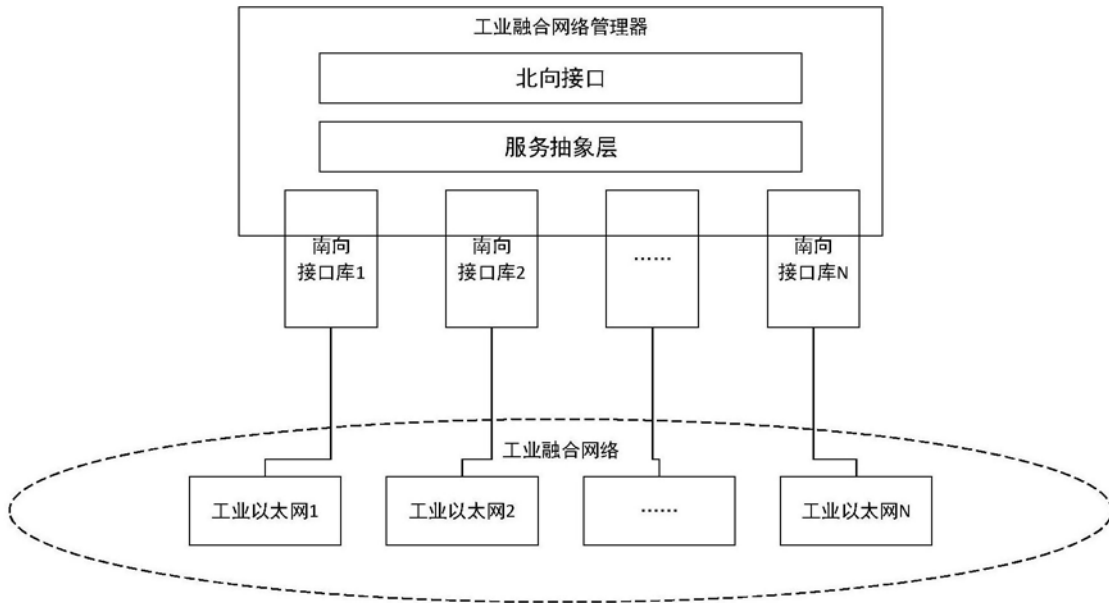 工业融合网络管理器
北向接口
服务抽象层
南向
接口库1
南向
接口库2
……
南向
接口库N
工业融合网络
工业以太网1
工业以太网2
……
工业以太网N